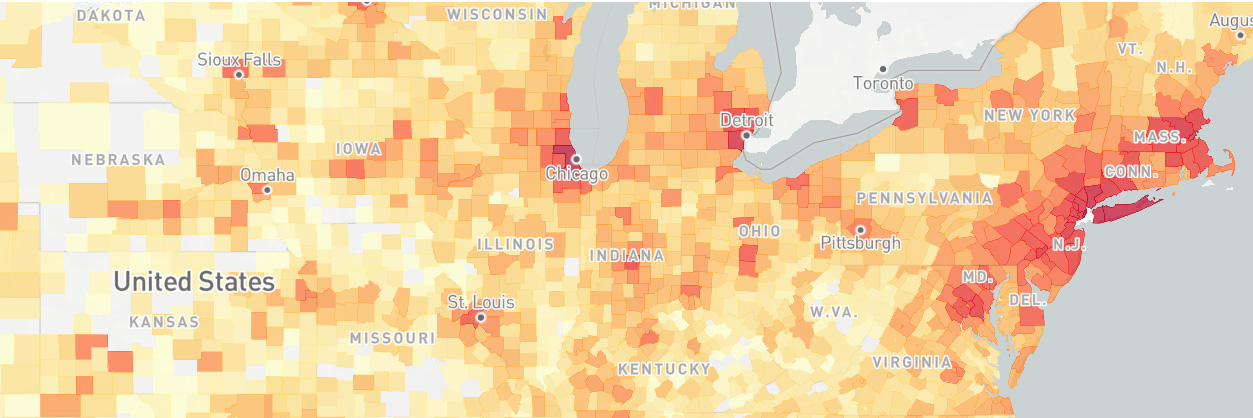 DAKOTA
WISCONSIN
MICHIGAN
Augus
VT.
N.H.
Sioux Falls
Toronto
Detroit
NEW YORK
MASS.
NEBRASKA
IOWA
Omaha
Chicago
CONN.
PENNSYLVANIA
ILLINOIS
INDIANA
OHIO
Pittsburgh
N.J.
United States
MD.
DEL.
St. Louis
KANSAS
MISSOURI
W.VA.
KENTUCKY
VIRGINIA